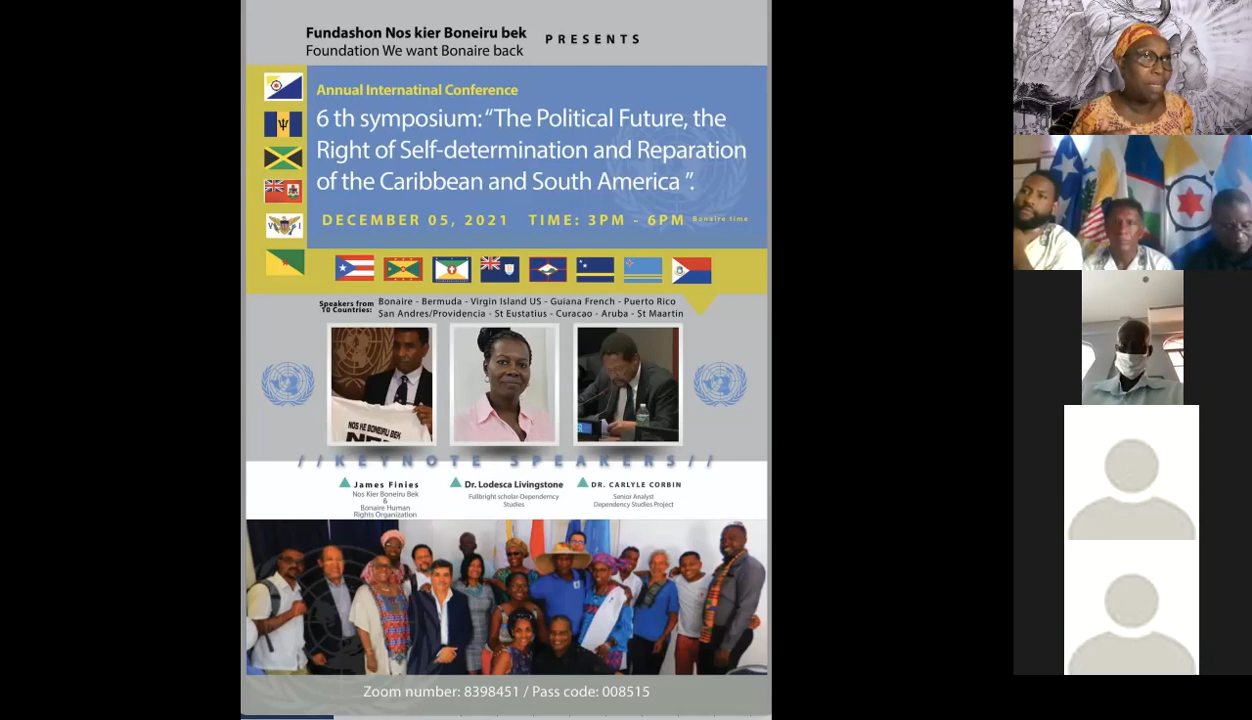 Fundashon Nos kier Boneiru bek
Foundation We want Bonaire back
PRESENTS
Annual Internatinal Conference
6 th symposium: “The Political Future, the
Right of Self-determination and Reparation
of the Caribbean and South America ”.
DECEMBER 05, 2021 TIME: 3PM - 6PM Bonaire time
Speakers from
10 Countries:
Bonaire - Bermuda - Virgin Island US - Guiana French - Puerto Rico
San Andres/Providencia - St Eustatius - Curacao - Aruba - St Maartin
NOS KE BONEIRU BEK
//KEYNOTE SPEAKERS//
James Finies
Nos Kier Boneiru Bek
&
Bonaire Human
Rights Organization
Dr. Lodesca Livingstone
Fullbright scholar-Dependemcy
Studies
DR. CARLYLE CORBIN
Senior Analyst
Dependency Studies Project
Zoom number: 8398451 / Pass code: 008515